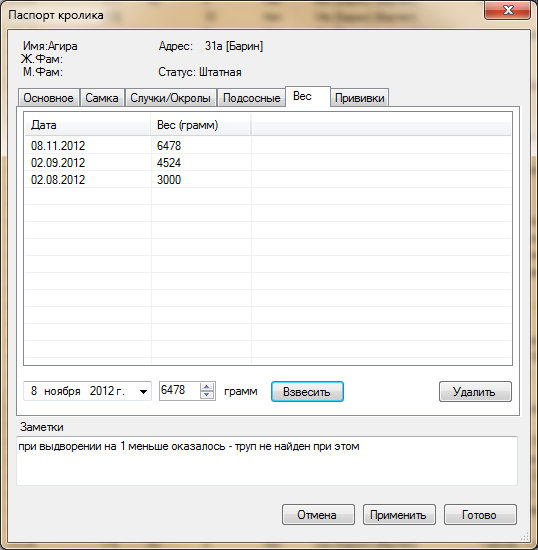 Паспорт кролика
Имя:Агира Адрес: 31а [Барин]
Ж.Фам:
М.Фам: Статус: Штатная
Основное Самка Случки/Окролы Подсосные Вес Прививки
Дата Вес (грамм)
08.11.2012 6478
02.09.2012 4524
02.08.2012 3000
8 ноября 2012 г. 6478 грамм Взвесить Удалить
Заметки
при выдворении на 1 меньше оказалось - труп не найден при этом
Отмена Применить Готово